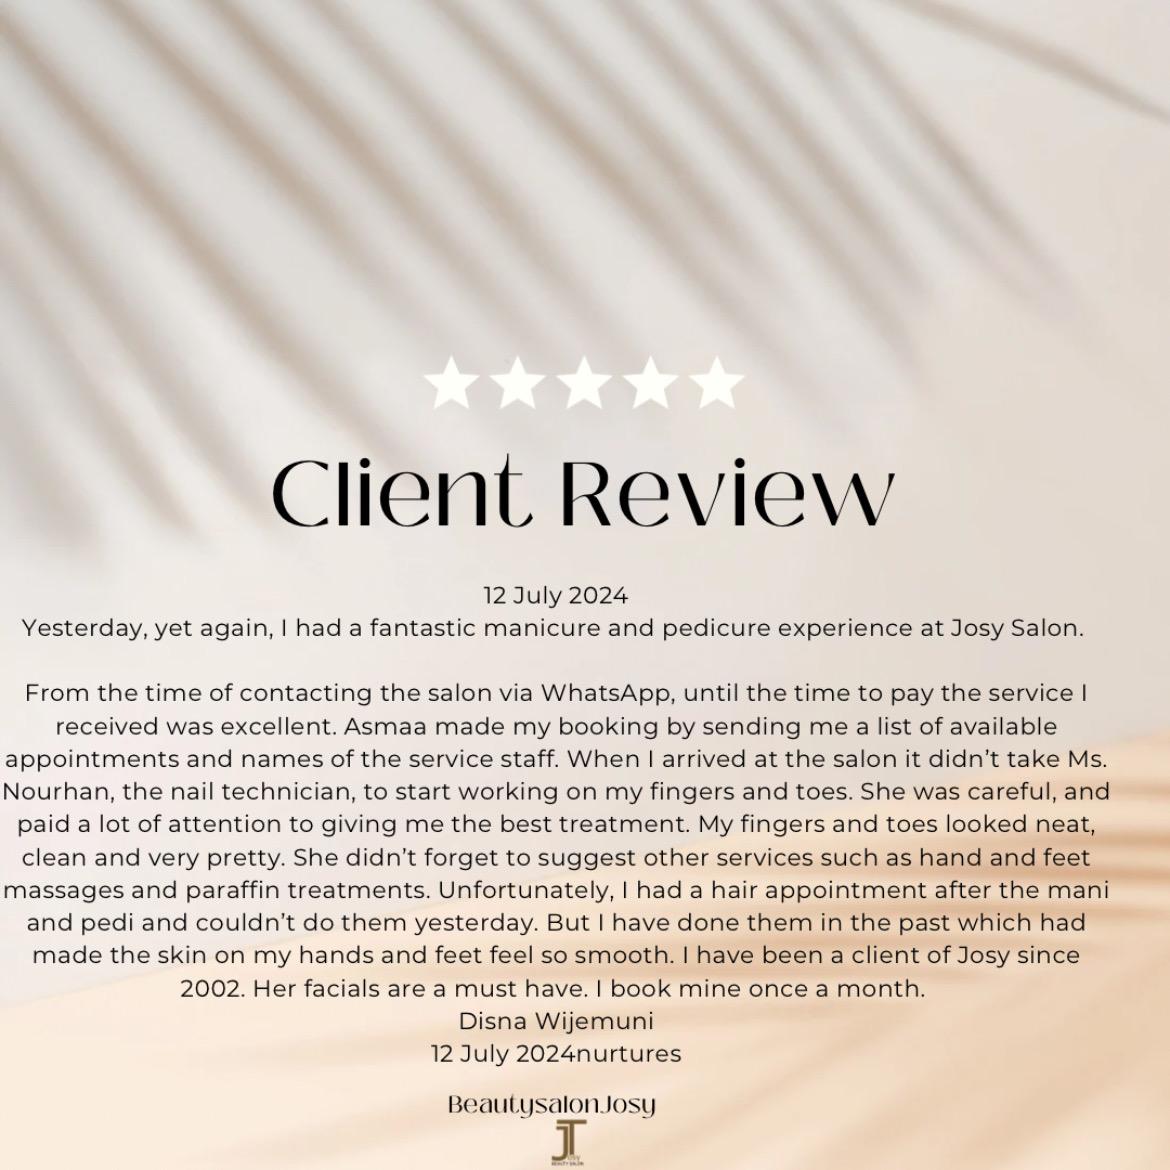 Client Review
12 July 2024
Yesterday, yet again, I had a fantastic manicure and pedicure experience at Josy Salon.
From the time of contacting the salon via WhatsApp, until the time to pay the service I
received was excellent. Asmaa made my booking by sending me a list of available
appointments and names of the service staff. When I arrived at the salon it didn’t take Ms.
Nourhan, the nail technician, to start working on my fingers and toes. She was careful, and
paid a lot of attention to giving me the best treatment. My fingers and toes looked neat,
clean and very pretty. She didn’t forget to suggest other services such as hand and feet
massages and paraffin treatments. Unfortunately, I had a hair appointment after the mani
and pedi and couldn’t do them yesterday. But I have done them in the past which had
made the skin on my hands and feet feel so smooth. I have been a client of Josy since
2002. Her facials are a must have. I book mine once a month.
Disna Wijemuni
12 July 2024nurtures
BeautysalonJosy
JT
BEAUTY SALON